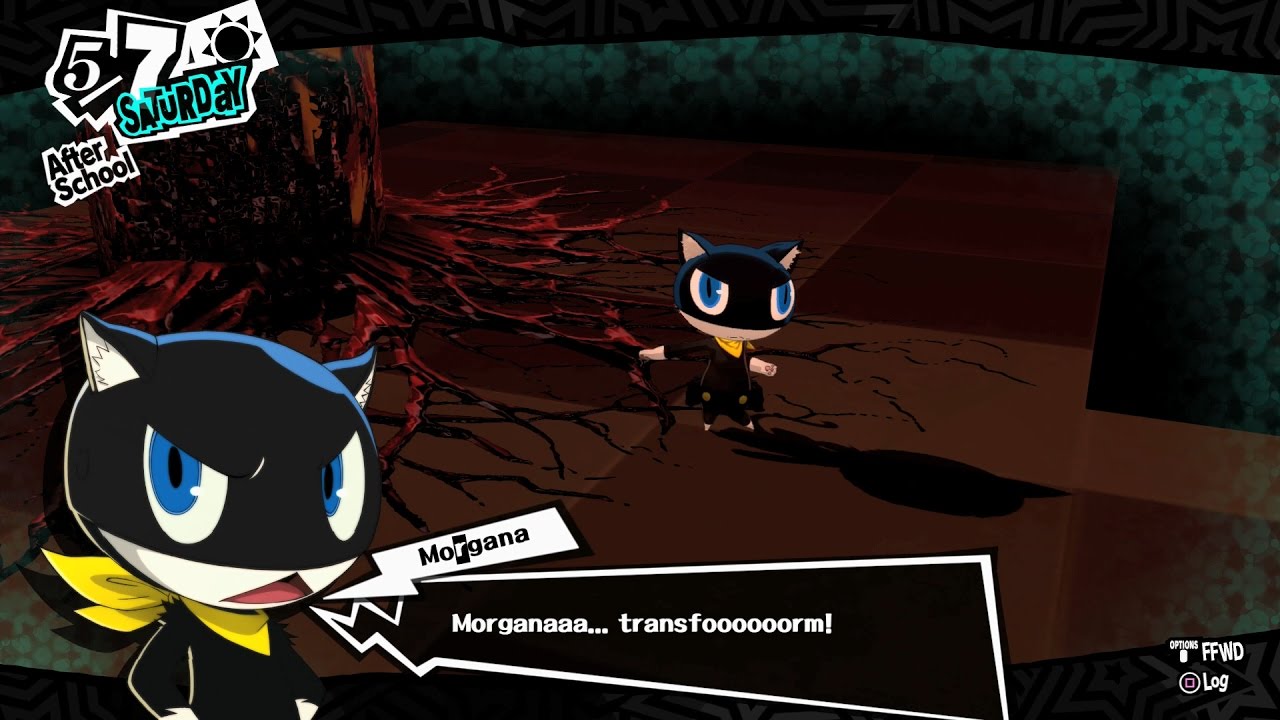 5/7
SATURDAY
After
School
Morgana
Morganaaa... transfoooooorm!
OPTIONS
FFWD
Log